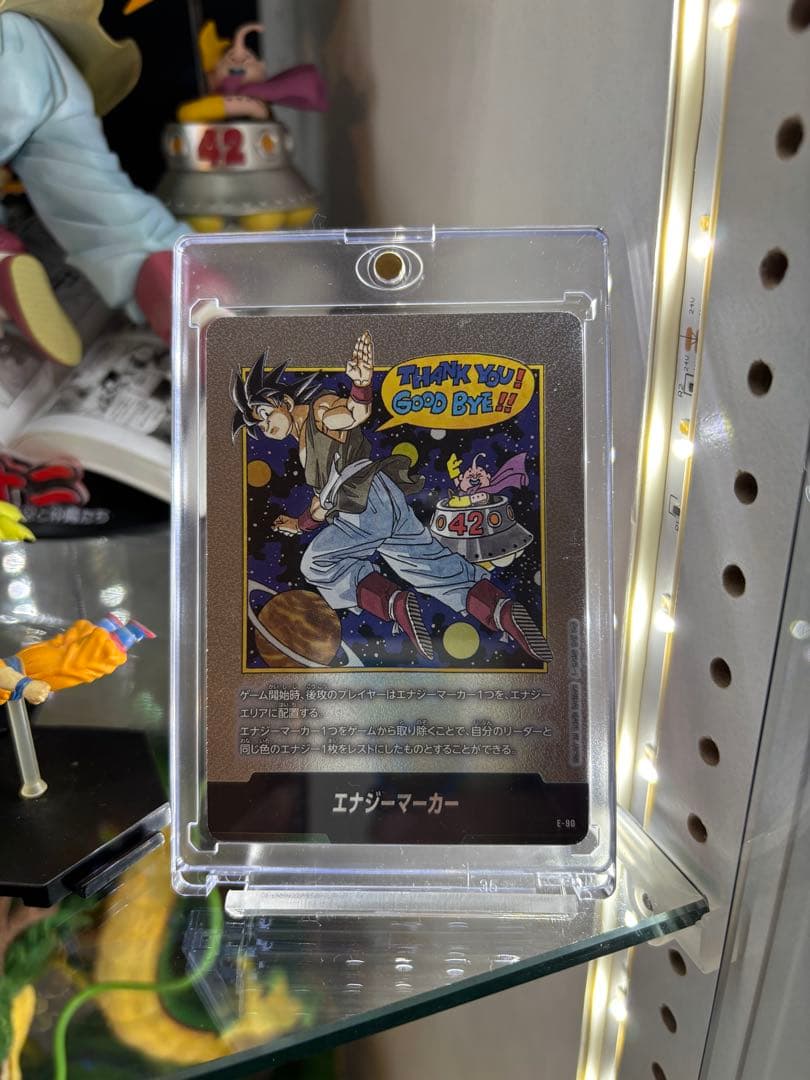 42
THANK YOU!
GOOD BYE!!
42
ゲーム開始時、後攻のプレイヤーはエナジーマーカー1つを、エナジー
エリアに配置する。
エナジーマーカー1つをゲームから取り除くことで、自分のリーダーと
同じ色のエナジー1枚をレストにしたものとすることができる。
エナジーマーカー
E-90
35
24V
24V